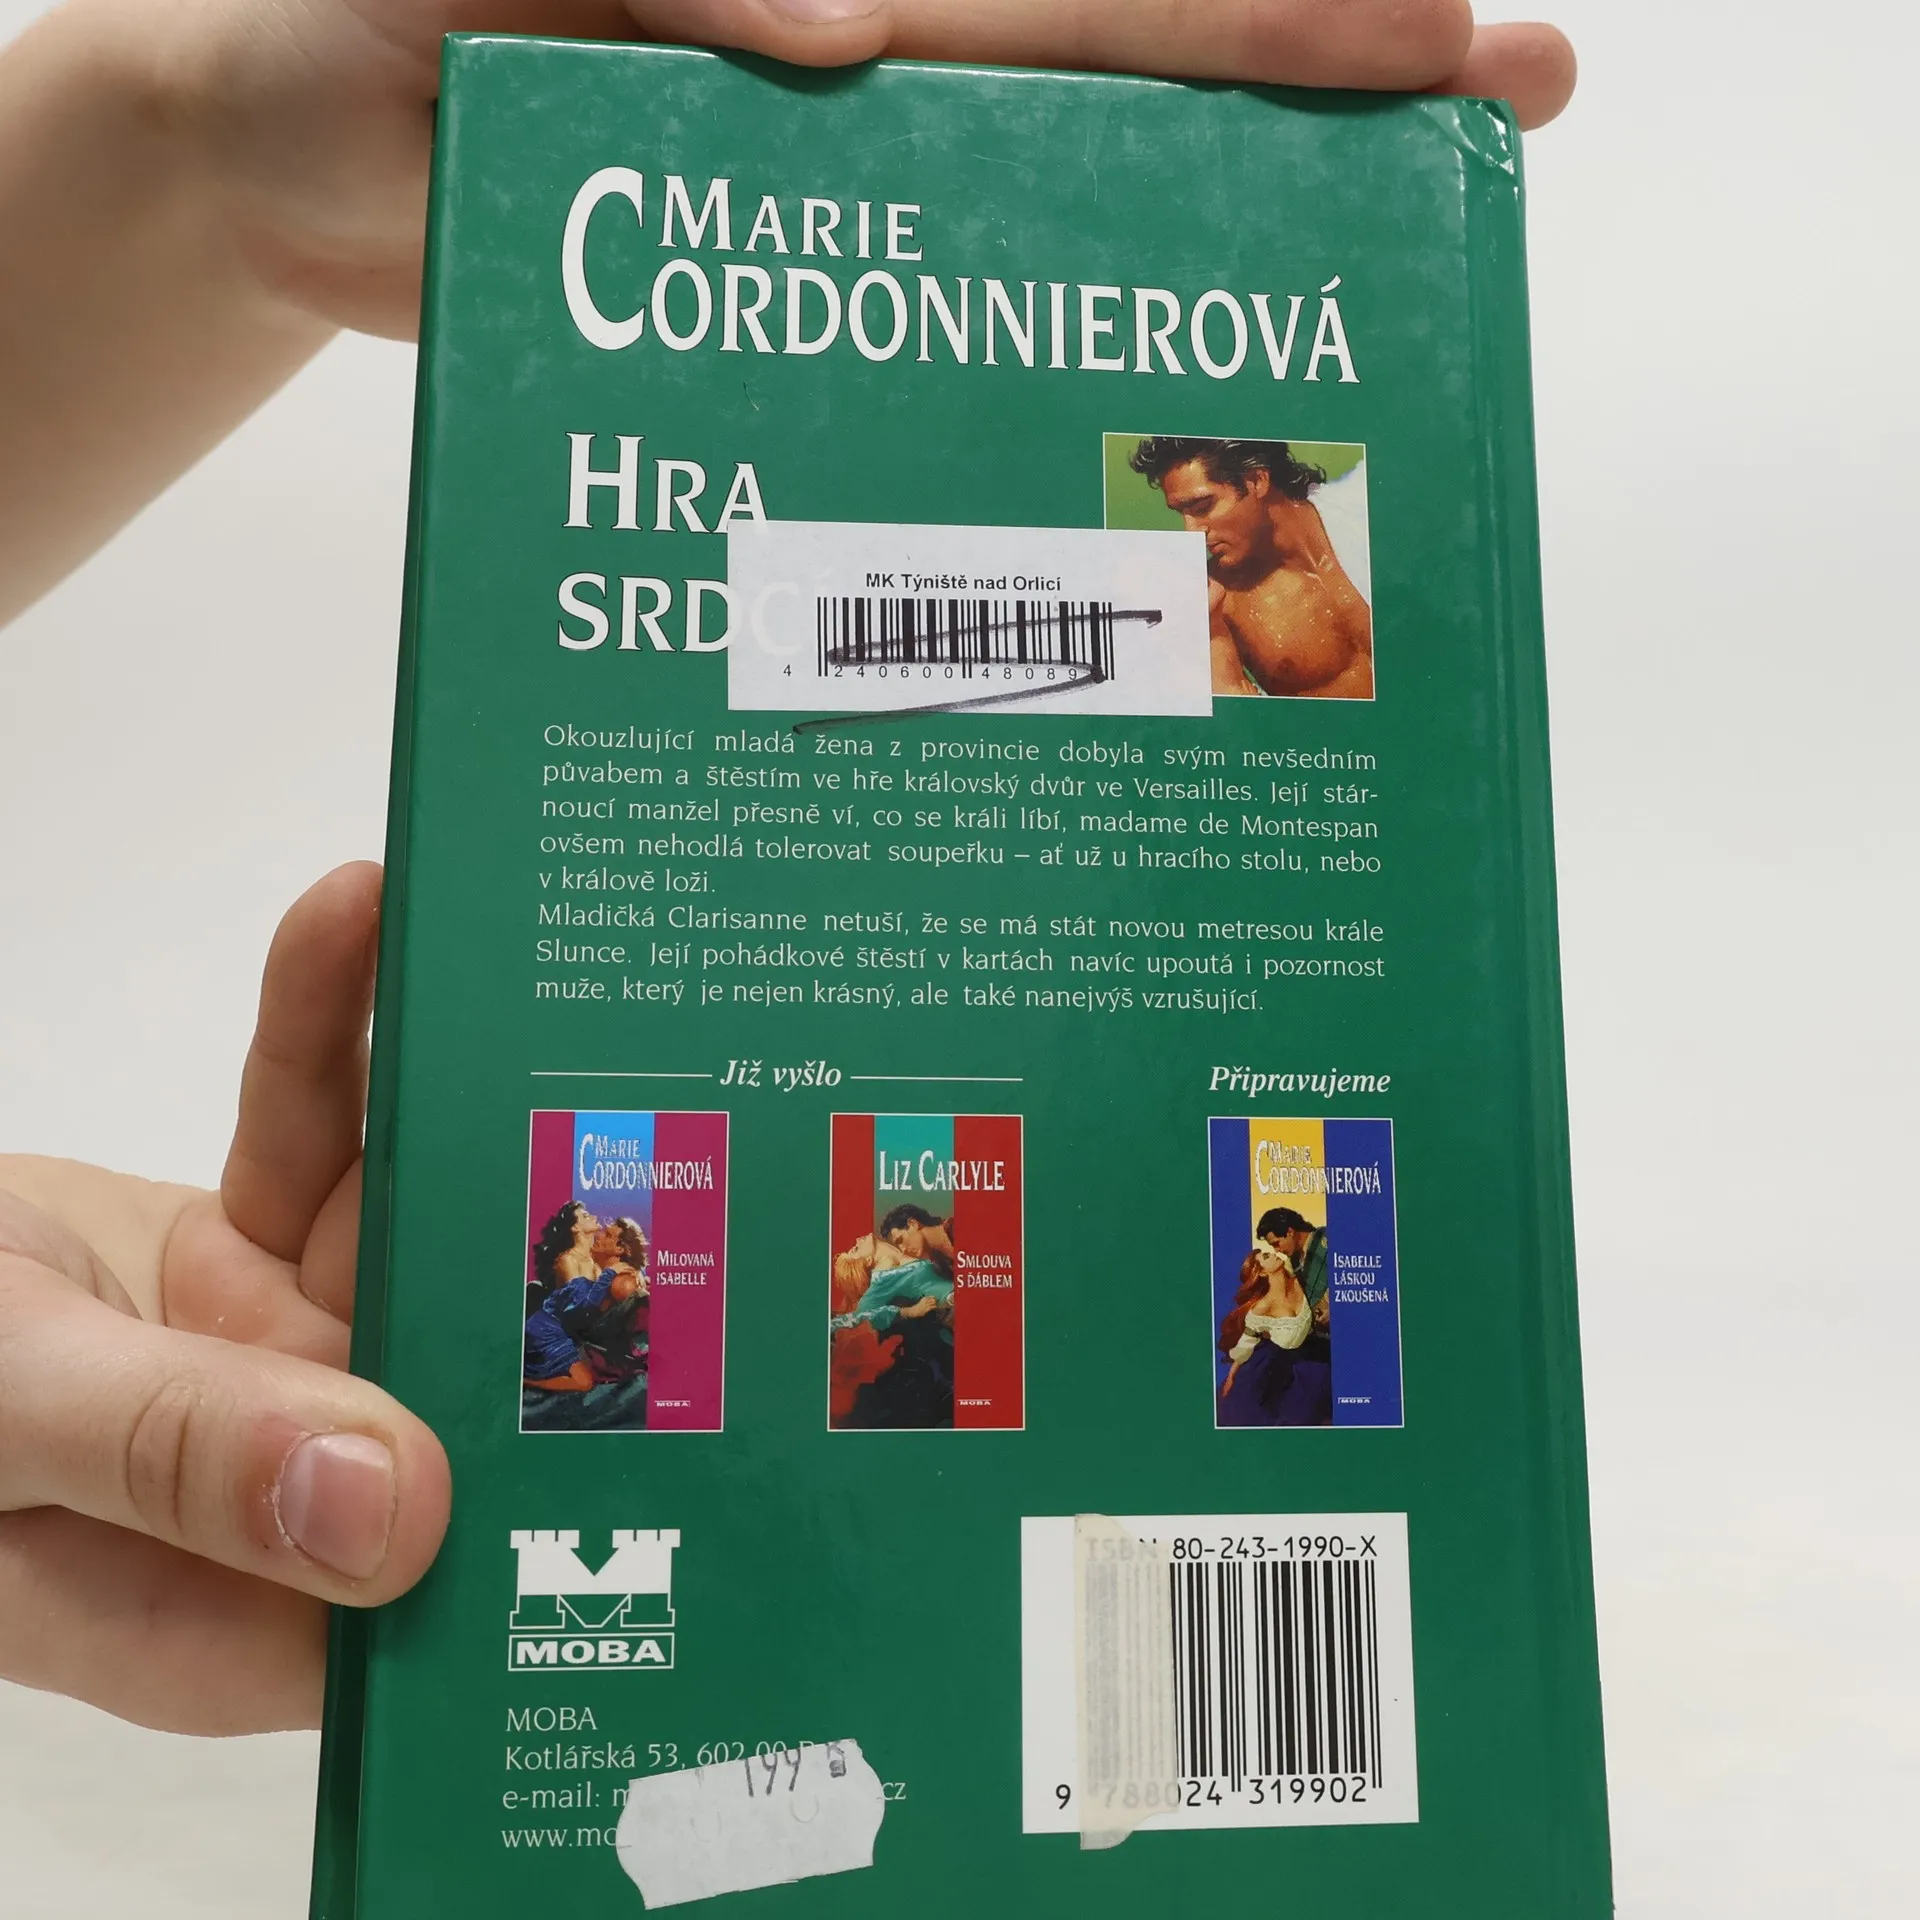 MARIE
CORDONNIEROVÁ
HRA
SRDCÍ
MK Týniště nad Orlicí
4 240600 48089
Okouzlující mladá žena z provincie dobyla svým nevšedním
půvabem a štěstím ve hře královský dvůr ve Versailles. Její stár-
noucí manžel přesně ví, co se králi líbí, madame de Montespan
ovšem nehodlá tolerovat soupeřku – ať už u hracího stolu, nebo
v králově loži.
Mladičká Clarisanne netuší, že se má stát novou metresou krále
Slunce. Její pohádkové štěstí v kartách navíc upoutá i pozornost
muže, který je nejen krásný, ale také nanejvýš vzrušující.
Již vyšlo
Připravujeme
MARIE
CORDONNIEROVÁ
MILOVANÁ
ISABELLE
MOBA
LIZ CARLYLE
SMLOUVA
S ĎÁBLEM
MOBA
MARIE
CORDONNIEROVÁ
ISABELLE
LÁSKOU
ZKOUŠENÁ
MOBA
MOBA
MOBA
Kotlářská 53, 602 00
e-mail: cz
www.
199
ISBN 80-243-1990-X
9 788024 319902